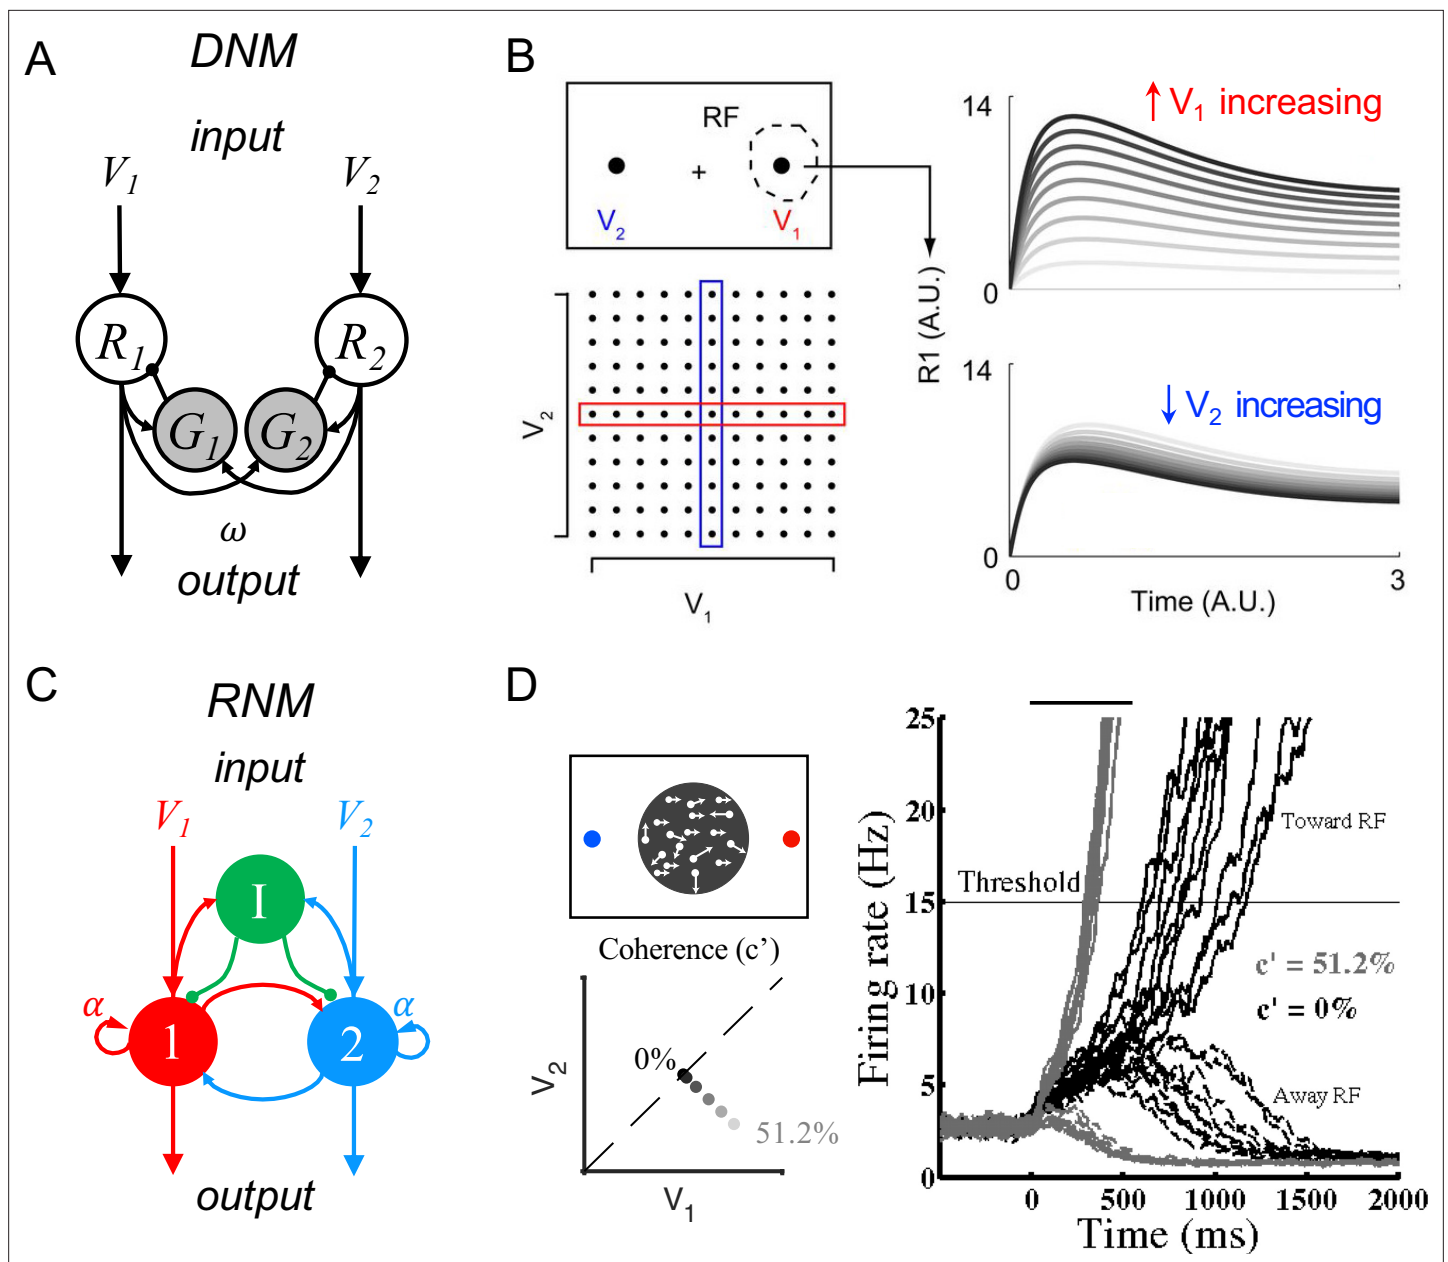 A
DNM
input
V1
V2
R1
R2
G1
G2
ω
output
B
RF
+
V2
V1
V2
V1
R1 (A.U.)
14
↑ V1 increasing
0
14
↓ V2 increasing
0
0
3
Time (A.U.)
C
RNM
input
V1
V2
I
α
1
2
α
output
D
Coherence (c’)
V2
0%
51.2%
V1
Firing rate (Hz)
25
20
15
10
5
0
Threshold
Toward RF
c' = 51.2%
c' = 0%
Away RF
0
500
1000
1500
2000
Time (ms)